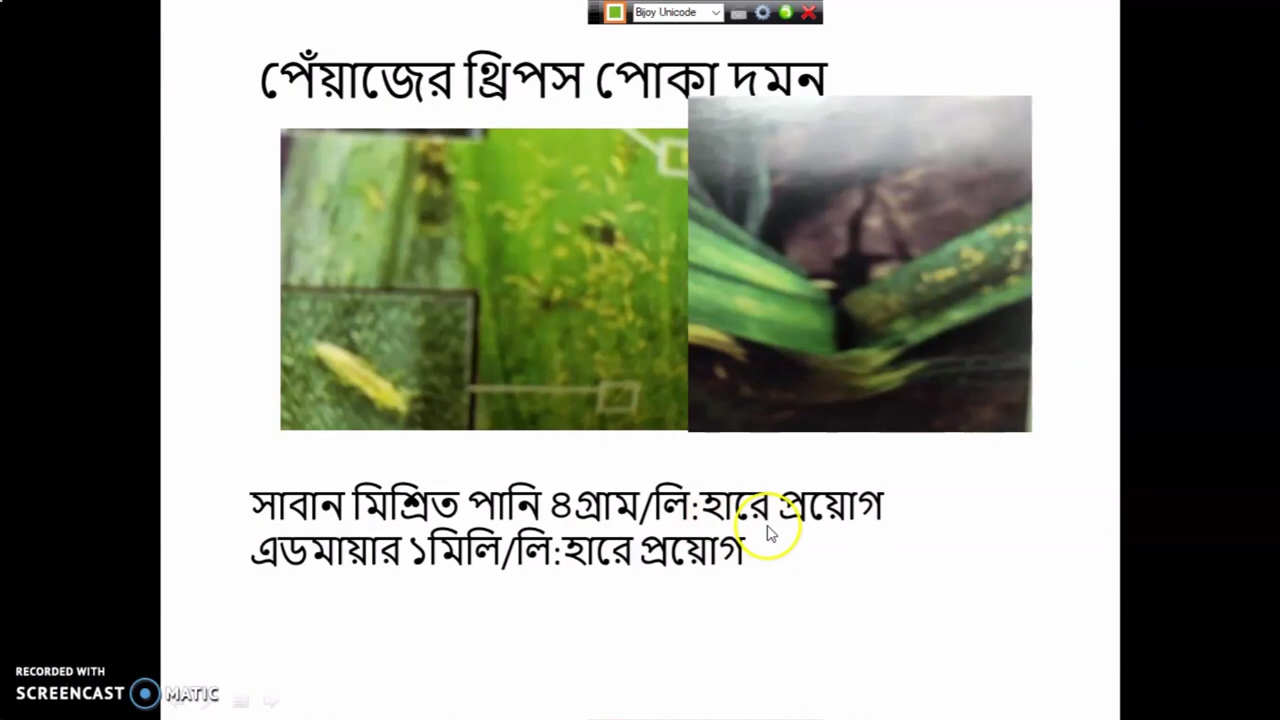 Bijoy Unicode
পেঁয়াজের থ্রিপস পোকা দমন
সাবান মিশ্রিত পানি ৪গ্রাম/লি:হারে প্রয়োগ
এডমায়ার ১মিলি/লি:হারে প্রয়োগ
RECORDED WITH
SCREENCAST MATIC